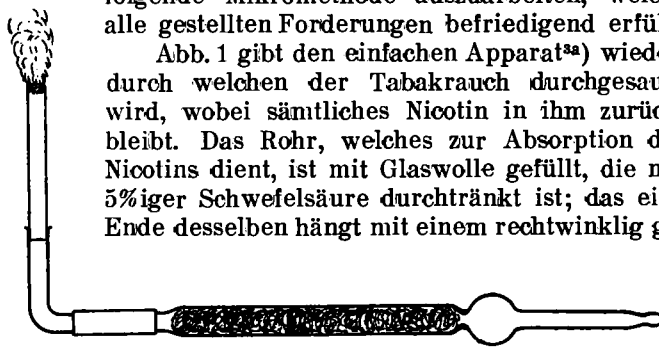 alle gestellten Forderungen befriedigend erfü
Abb. 1 gibt den einfachen Apparat³ᵃ) wied
durch welchen der Tabakrauch durchgesau
wird, wobei sämtliches Nicotin in ihm zurüc
bleibt. Das Rohr, welches zur Absorption d
Nicotins dient, ist mit Glaswolle gefüllt, die m
5%iger Schwefelsäure durchtränkt ist; das ei
Ende desselben hängt mit einem rechtwinklig g